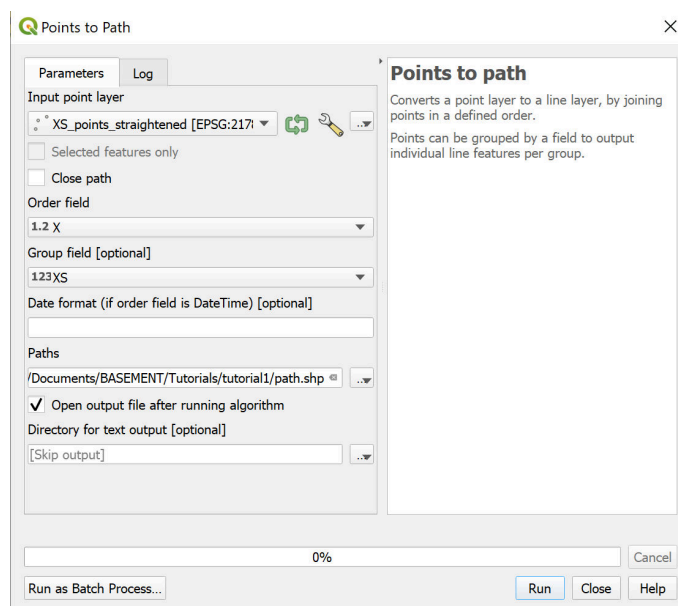 Points to Path
Parameters
Log
Input point layer
XS_points_straightened [EPSG:217
Selected features only
Close path
Order field
1.2 X
Group field [optional]
123 XS
Date format (if order field is DateTime) [optional]
Paths
/Documents/BASEMENT/Tutorials/tutorial1/path.shp
Open output file after running algorithm
Directory for text output [optional]
[Skip output]
Points to path
Converts a point layer to a line layer, by joining
points in a defined order.
Points can be grouped by a field to output
individual line features per group.
0%
Cancel
Run as Batch Process...
Run
Close
Help